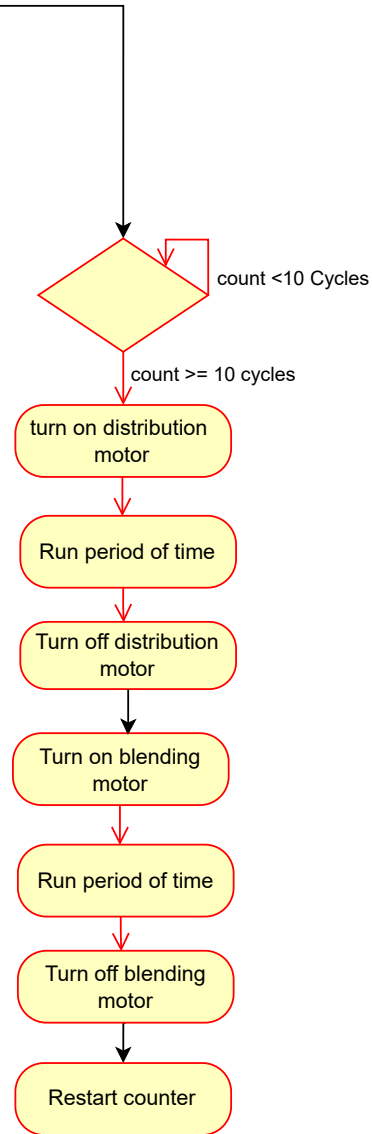 count <10 Cycles
count >= 10 cycles
turn on distribution
motor
Run period of time
Turn off distribution
motor
Turn on blending
motor
Run period of time
Turn off blending
motor
Restart counter